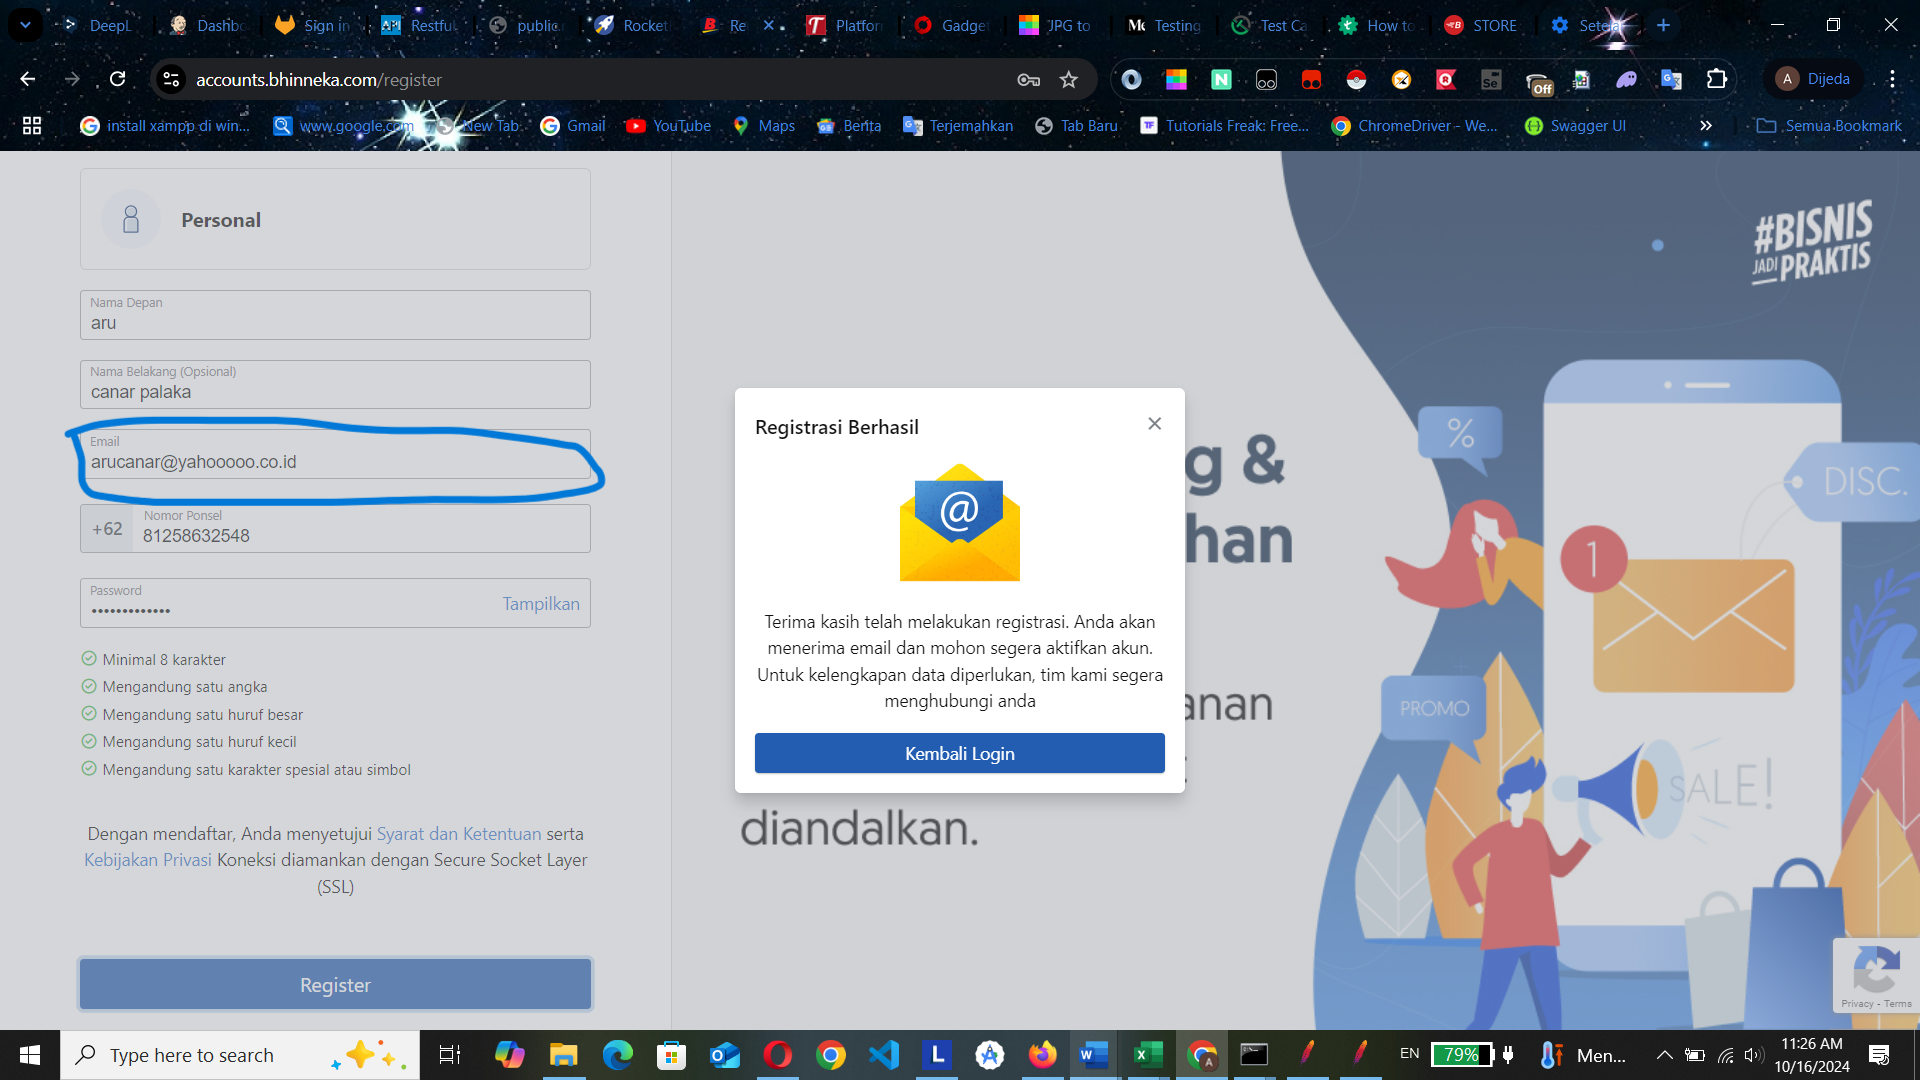 DeepL
Dashbo
Sign in
Restful
public.
Rocket
Re
Platfor
Gadge
JPG to
Testing
Test Ca
How to
STORE
Setela
accounts.bhinneka.com/register
Off
A
Dijeda
install xampp di win...
www.google.com
New Tab
Gmail
YouTube
Maps
Berita
Terjemahkan
Tab Baru
Tutorials Freak: Free...
ChromeDriver - We...
Swagger UI
Semua Bookmark
Personal
Nama Depan
aru
Nama Belakang (Opsional)
canar palaka
Email
arucanar@yahooooo.co.id
+62
Nomor Ponsel
81258632548
Password
•••••••••••••
Tampilkan
Minimal 8 karakter
Mengandung satu angka
Mengandung satu huruf besar
Mengandung satu huruf kecil
Mengandung satu karakter spesial atau simbol
Dengan mendaftar, Anda menyetujui Syarat dan Ketentuan serta
Kebijakan Privasi Koneksi diamankan dengan Secure Socket Layer
(SSL)
Register
Registrasi Berhasil
@
Terima kasih telah melakukan registrasi. Anda akan
menerima email dan mohon segera aktifkan akun.
Untuk kelengkapan data diperlukan, tim kami segera
menghubungi anda
Kembali Login
g &
han
anan
diandalkan.
#BISNIS
JADI PRAKTIS
%
DISC.
1
PROMO
SALE!
Privacy - Terms
Type here to search
EN
79%
Men...
11:26 AM
10/16/2024